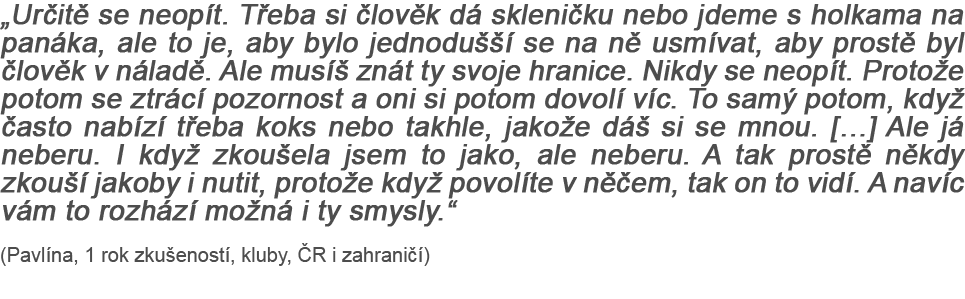 „Určitě se neopít. Třeba si člověk dá skleničku nebo jdeme s holkama na
panáka, ale to je, aby bylo jednodušší se na ně usmívat, aby prostě byl
člověk v náladě. Ale musíš znát ty svoje hranice. Nikdy se neopít. Protože
potom se ztrácí pozornost a oni si potom dovolí víc. To samý potom, když
často nabízí třeba koks nebo takhle, jakože dáš si se mnou. […] Ale já
neberu. I když zkoušela jsem to jako, ale neberu. A tak prostě někdy
zkouší jakoby i nutit, protože když povolíte v něčem, tak on to vidí. A navíc
vám to rozhází možná i ty smysly.“
(Pavlína, 1 rok zkušeností, kluby, ČR i zahraničí)